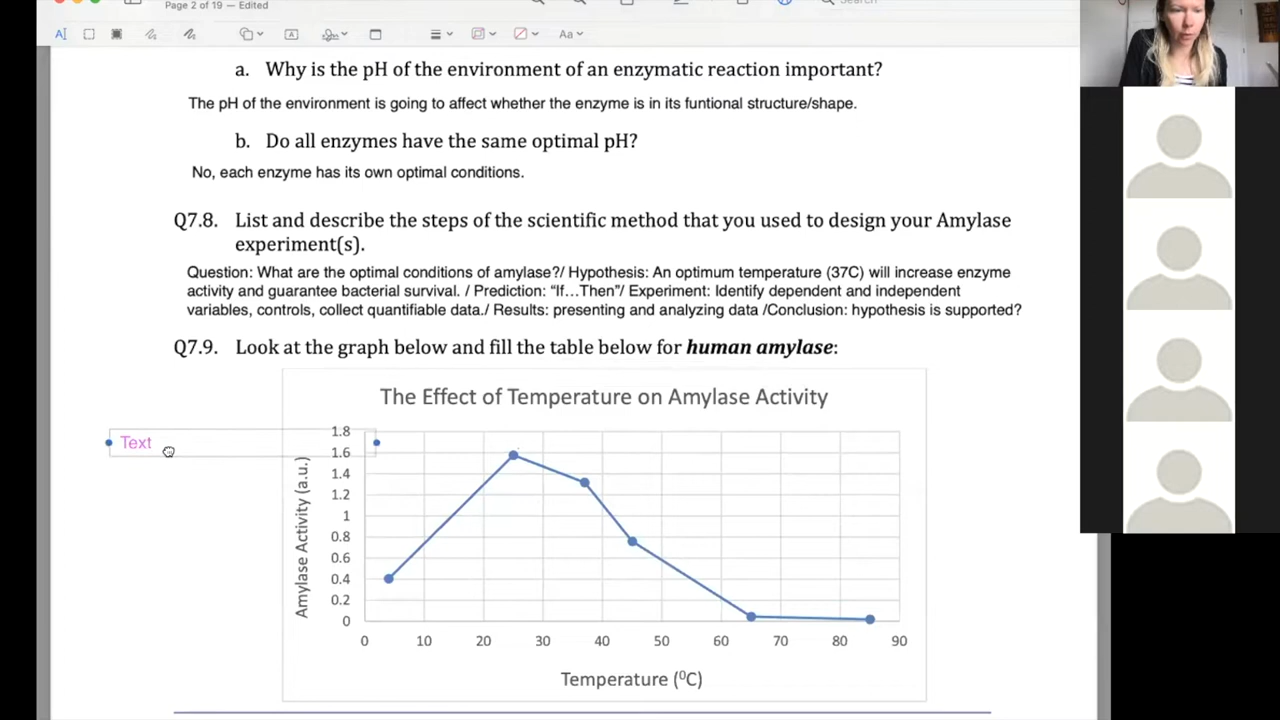 Page 2 of 19 — Edited
Search
A
Aa
a. Why is the pH of the environment of an enzymatic reaction important?
The pH of the environment is going to affect whether the enzyme is in its funtional structure/shape.
b. Do all enzymes have the same optimal pH?
No, each enzyme has its own optimal conditions.
Q7.8. List and describe the steps of the scientific method that you used to design your Amylase
experiment(s).
Question: What are the optimal conditions of amylase?/ Hypothesis: An optimum temperature (37C) will increase enzyme
activity and guarantee bacterial survival. / Prediction: “If…Then”/ Experiment: Identify dependent and independent
variables, controls, collect quantifiable data./ Results: presenting and analyzing data /Conclusion: hypothesis is supported?
Q7.9. Look at the graph below and fill the table below for human amylase:
The Effect of Temperature on Amylase Activity
Text
Amylase Activity (a.u.)
1.8
1.6
1.4
1.2
1
0.8
0.6
0.4
0.2
0
0 10 20 30 40 50 60 70 80 90
Temperature (⁰C)